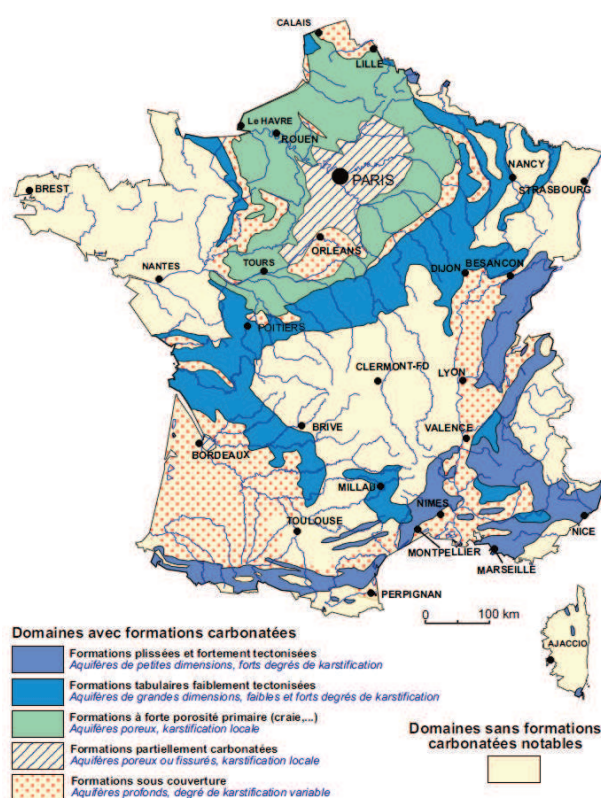 CALAIS
LILLE
Le HAVRE
ROUEN
NANCY
STRASBOURG
PARIS
BREST
ORLEANS
TOURS
NANTES
DIJON
BESANCON
POITIERS
CLERMONT-FD
LYON
BRIVE
VALENCE
BORDEAUX
MILLAU
NIMES
TOULOUSE
NICE
MONTPELLIER
MARSEILLE
PERPIGNAN
0 100 km
AJACCIO
Domaines avec formations carbonatées
Formations plissées et fortement tectonisées
Aquifères de petites dimensions, forts degrés de karstification
Formations tabulaires faiblement tectonisées
Aquifères de grandes dimensions, faibles et forts degrés de karstification
Formations à forte porosité primaire (craie,...)
Aquifères poreux, karstification locale
Formations partiellement carbonatées
Aquifères poreux ou fissurés, karstification locale
Formations sous couverture
Aquifères profonds, degré de karstification variable
Domaines sans formations
carbonatées notables